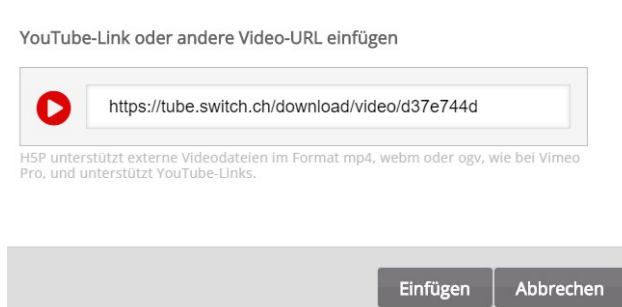 YouTube-Link oder andere Video-URL einfügen
https://tube.switch.ch/download/video/d37e744d
H5P unterstützt externe Videodateien im Format mp4, webm oder ogv, wie bei Vimeo
Pro, und unterstützt YouTube-Links.
Einfügen Abbrechen